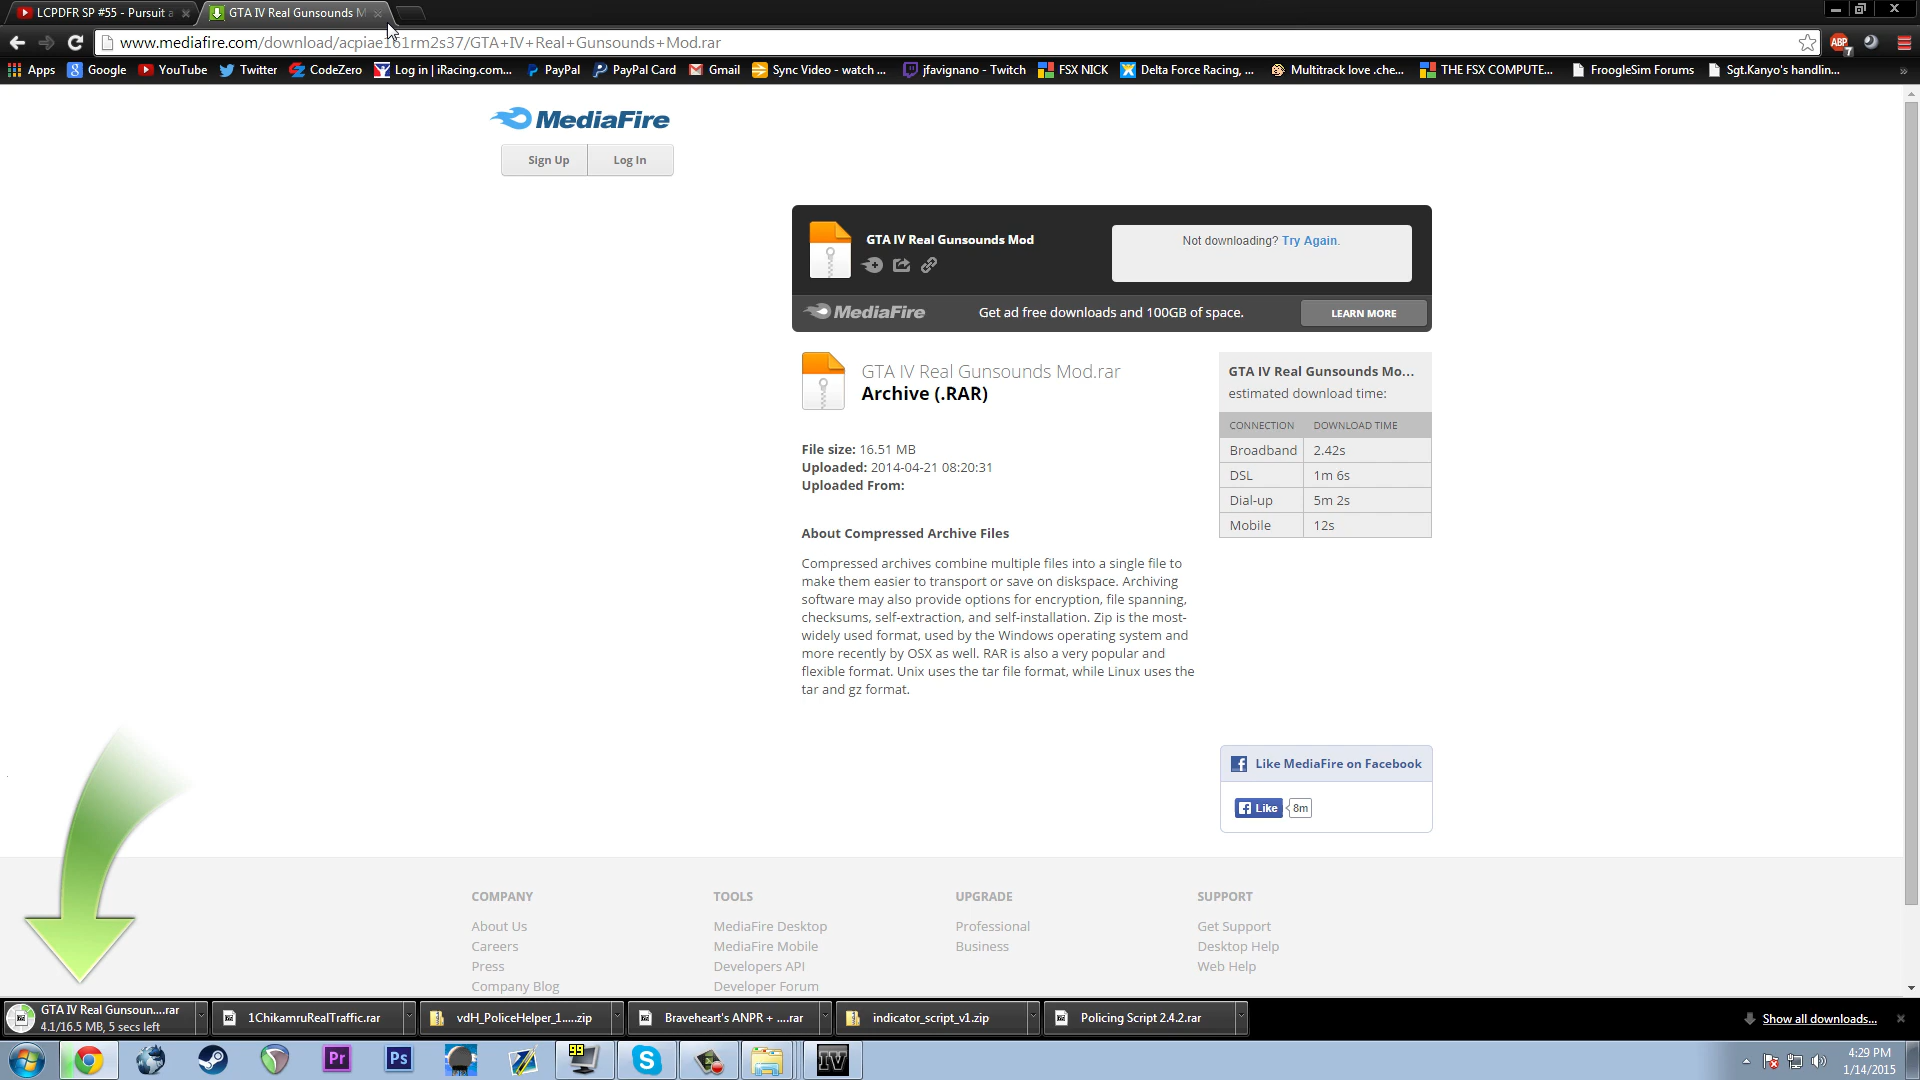 LCPDFR SP #55 - Pursuit a
GTA IV Real Gunsounds M
www.mediafire.com/download/acpiae161rm2s37/GTA+IV+Real+Gunsounds+Mod.rar
ABP
7
Apps
Google
YouTube
Twitter
CodeZero
Log in | iRacing.com...
PayPal
PayPal Card
Gmail
Sync Video - watch ...
jfavignano - Twitch
FSX NICK
Delta Force Racing, ...
Multitrack love .che...
THE FSX COMPUTE...
FroogleSim Forums
Sgt.Kanyo's handlin...
MediaFire
Sign Up
Log In
GTA IV Real Gunsounds Mod
Not downloading? Try Again.
MediaFire
Get ad free downloads and 100GB of space.
LEARN MORE
GTA IV Real Gunsounds Mod.rar
Archive (.RAR)
File size: 16.51 MB
Uploaded: 2014-04-21 08:20:31
Uploaded From:
About Compressed Archive Files
Compressed archives combine multiple files into a single file to
make them easier to transport or save on diskspace. Archiving
software may also provide options for encryption, file spanning,
checksums, self-extraction, and self-installation. Zip is the most-
widely used format, used by the Windows operating system and
more recently by OSX as well. RAR is also a very popular and
flexible format. Unix uses the tar file format, while Linux uses the
tar and gz format.
GTA IV Real Gunsounds Mo...
estimated download time:
CONNECTION DOWNLOAD TIME
Broadband 2.42s
DSL 1m 6s
Dial-up 5m 2s
Mobile 12s
Like MediaFire on Facebook
Like
8m
COMPANY
About Us
Careers
Press
Company Blog
TOOLS
MediaFire Desktop
MediaFire Mobile
Developers API
Developer Forum
UPGRADE
Professional
Business
SUPPORT
Get Support
Desktop Help
Web Help
GTA IV Real Gunsoun....rar
4.1/16.5 MB, 5 secs left
1ChikamruRealTraffic.rar
vdH_PoliceHelper_1.....zip
Braveheart's ANPR + ....rar
indicator_script_v1.zip
Policing Script 2.4.2.rar
Show all downloads...
Pr
Ps
99
S
IV
4:29 PM
1/14/2015